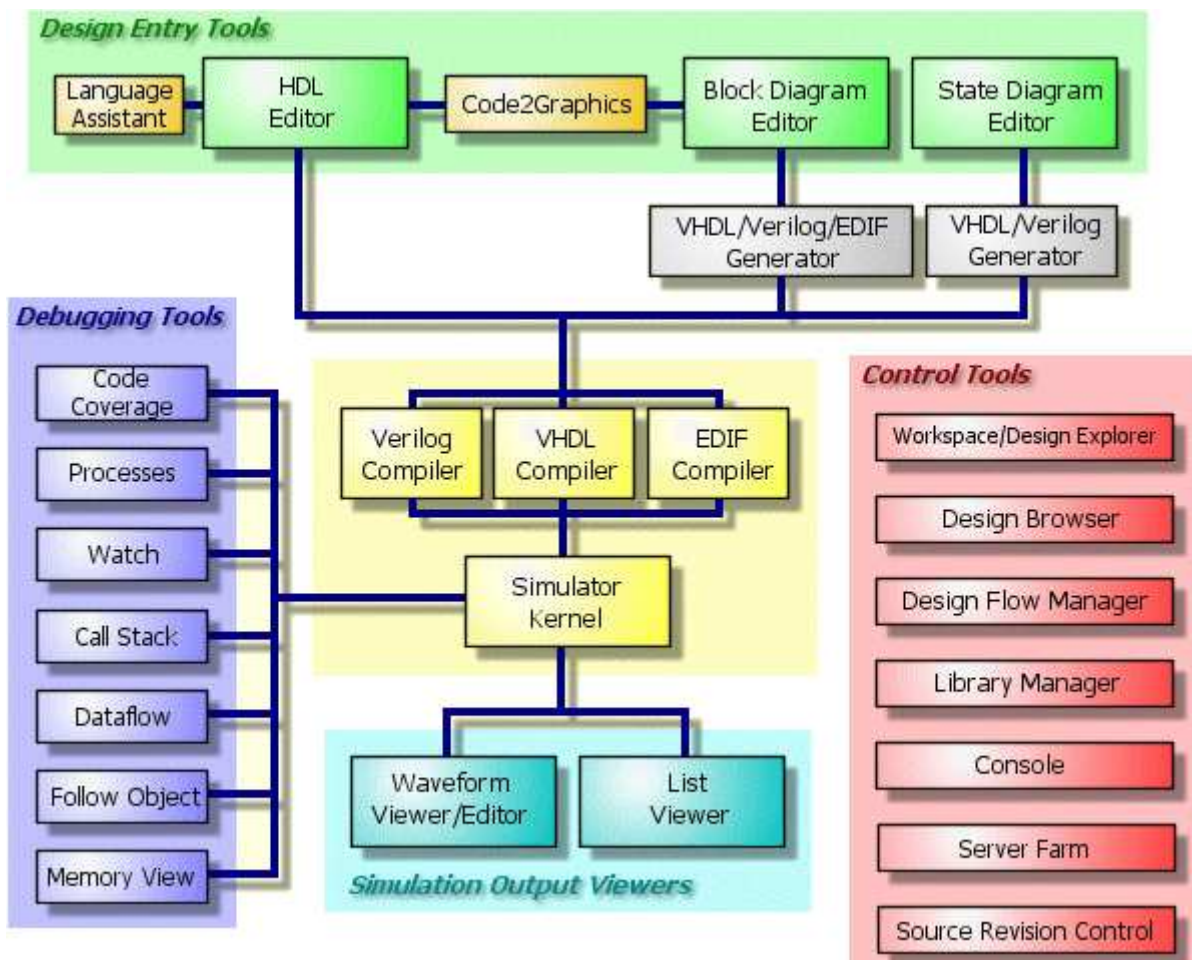 Design Entry Tools
Language
Assistant
HDL
Editor
Code2Graphics
Block Diagram
Editor
State Diagram
Editor
VHDL/Verilog/EDIF
Generator
VHDL/Verilog
Generator
Debugging Tools
Code
Coverage
Processes
Watch
Call Stack
Dataflow
Follow Object
Memory View
Verilog
Compiler
VHDL
Compiler
EDIF
Compiler
Simulator
Kernel
Waveform
Viewer/Editor
List
Viewer
Simulation Output Viewers
Control Tools
Workspace/Design Explorer
Design Browser
Design Flow Manager
Library Manager
Console
Server Farm
Source Revision Control